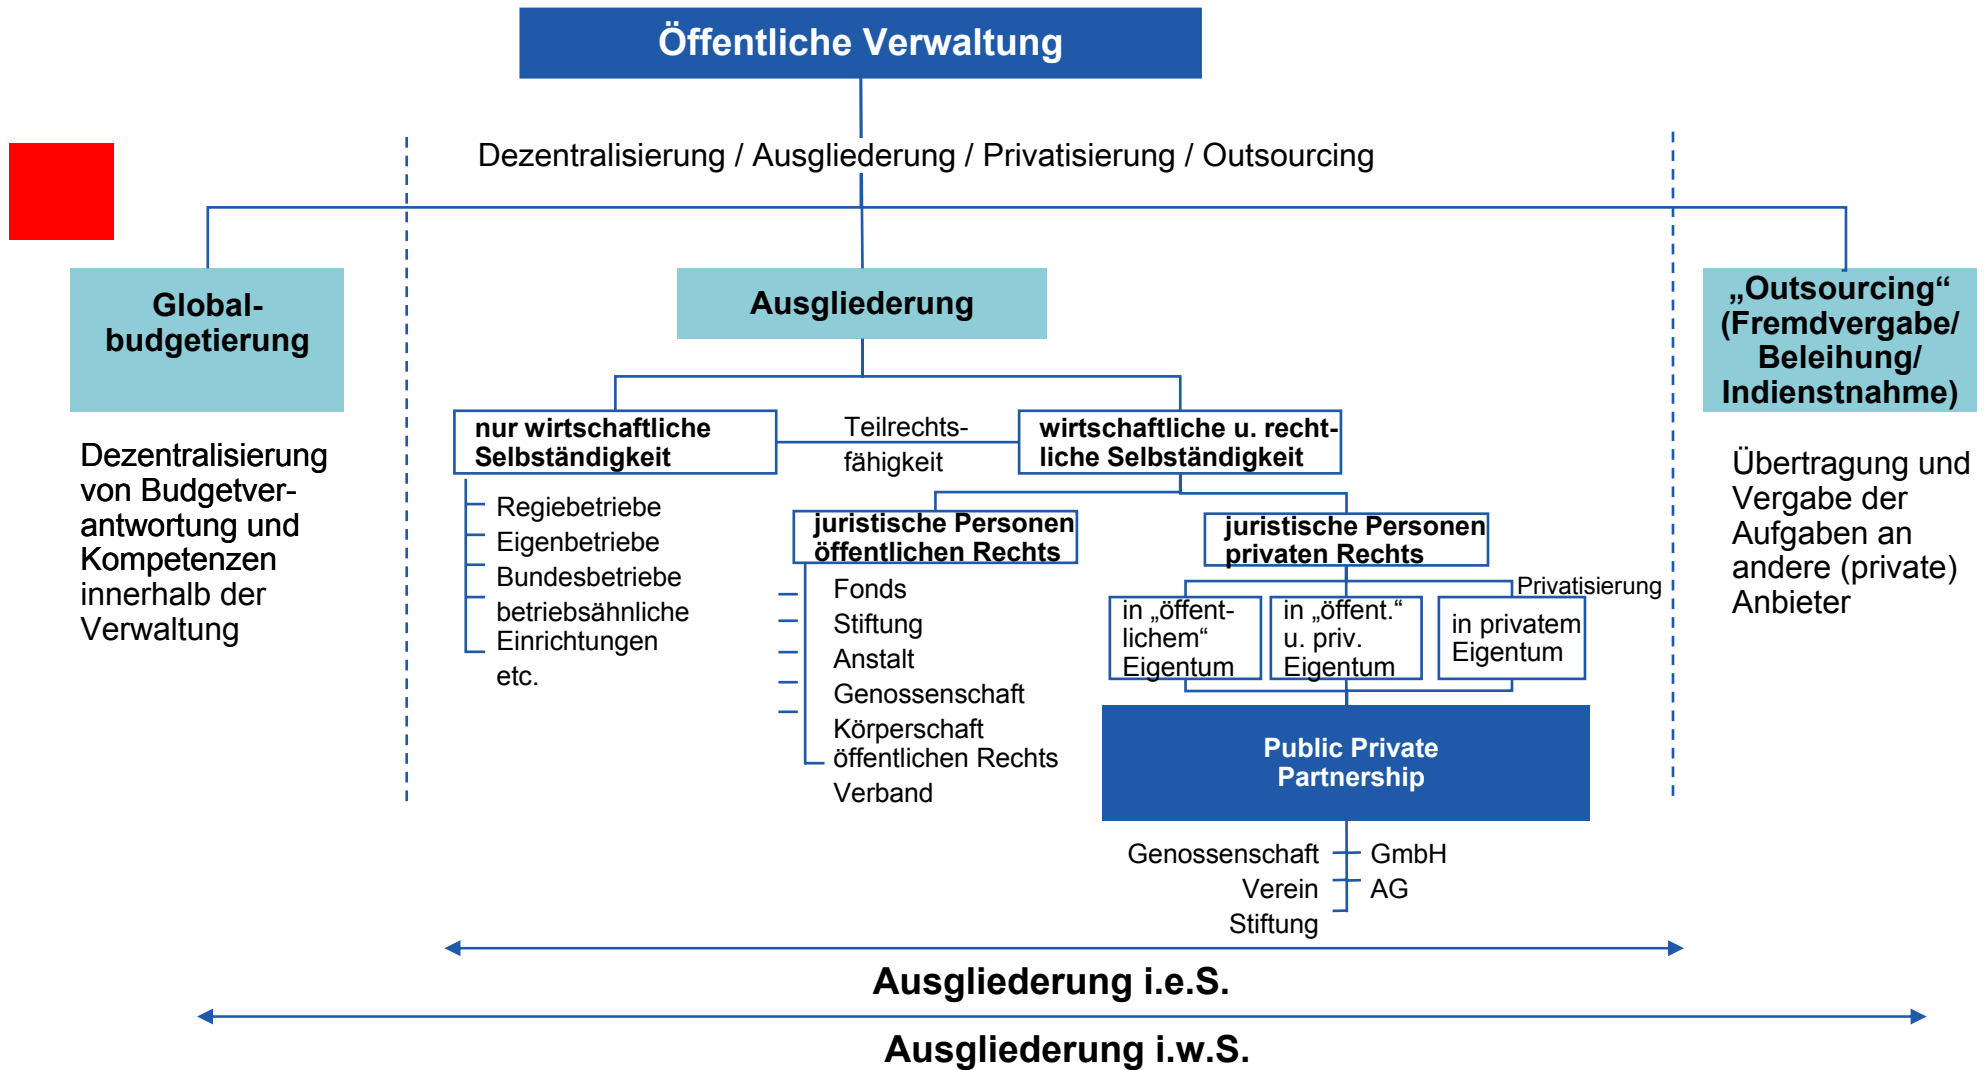 Öffentliche Verwaltung
Dezentralisierung / Ausgliederung / Privatisierung / Outsourcing
Global-
budgetierung
Dezentralisierung
von Budgetver-
antwortung und
Kompetenzen
innerhalb der
Verwaltung
Ausgliederung
nur wirtschaftliche
Selbständigkeit
Teilrechts-
fähigkeit
wirtschaftliche u. recht-
liche Selbständigkeit
Regiebetriebe
Eigenbetriebe
Bundesbetriebe
betriebsähnliche
Einrichtungen
etc.
juristische Personen
öffentlichen Rechts
Fonds
Stiftung
Anstalt
Genossenschaft
Körperschaft
öffentlichen Rechts
Verband
juristische Personen
privaten Rechts
Privatisierung
in „öffent-
lichem“
Eigentum
in „öffent.“
u. priv.
Eigentum
in privatem
Eigentum
Public Private
Partnership
Genossenschaft
Verein
Stiftung
GmbH
AG
„Outsourcing“
(Fremdvergabe/
Beleihung/
Indienstnahme)
Übertragung und
Vergabe der
Aufgaben an
andere (private)
Anbieter
Ausgliederung i.e.S.
Ausgliederung i.w.S.